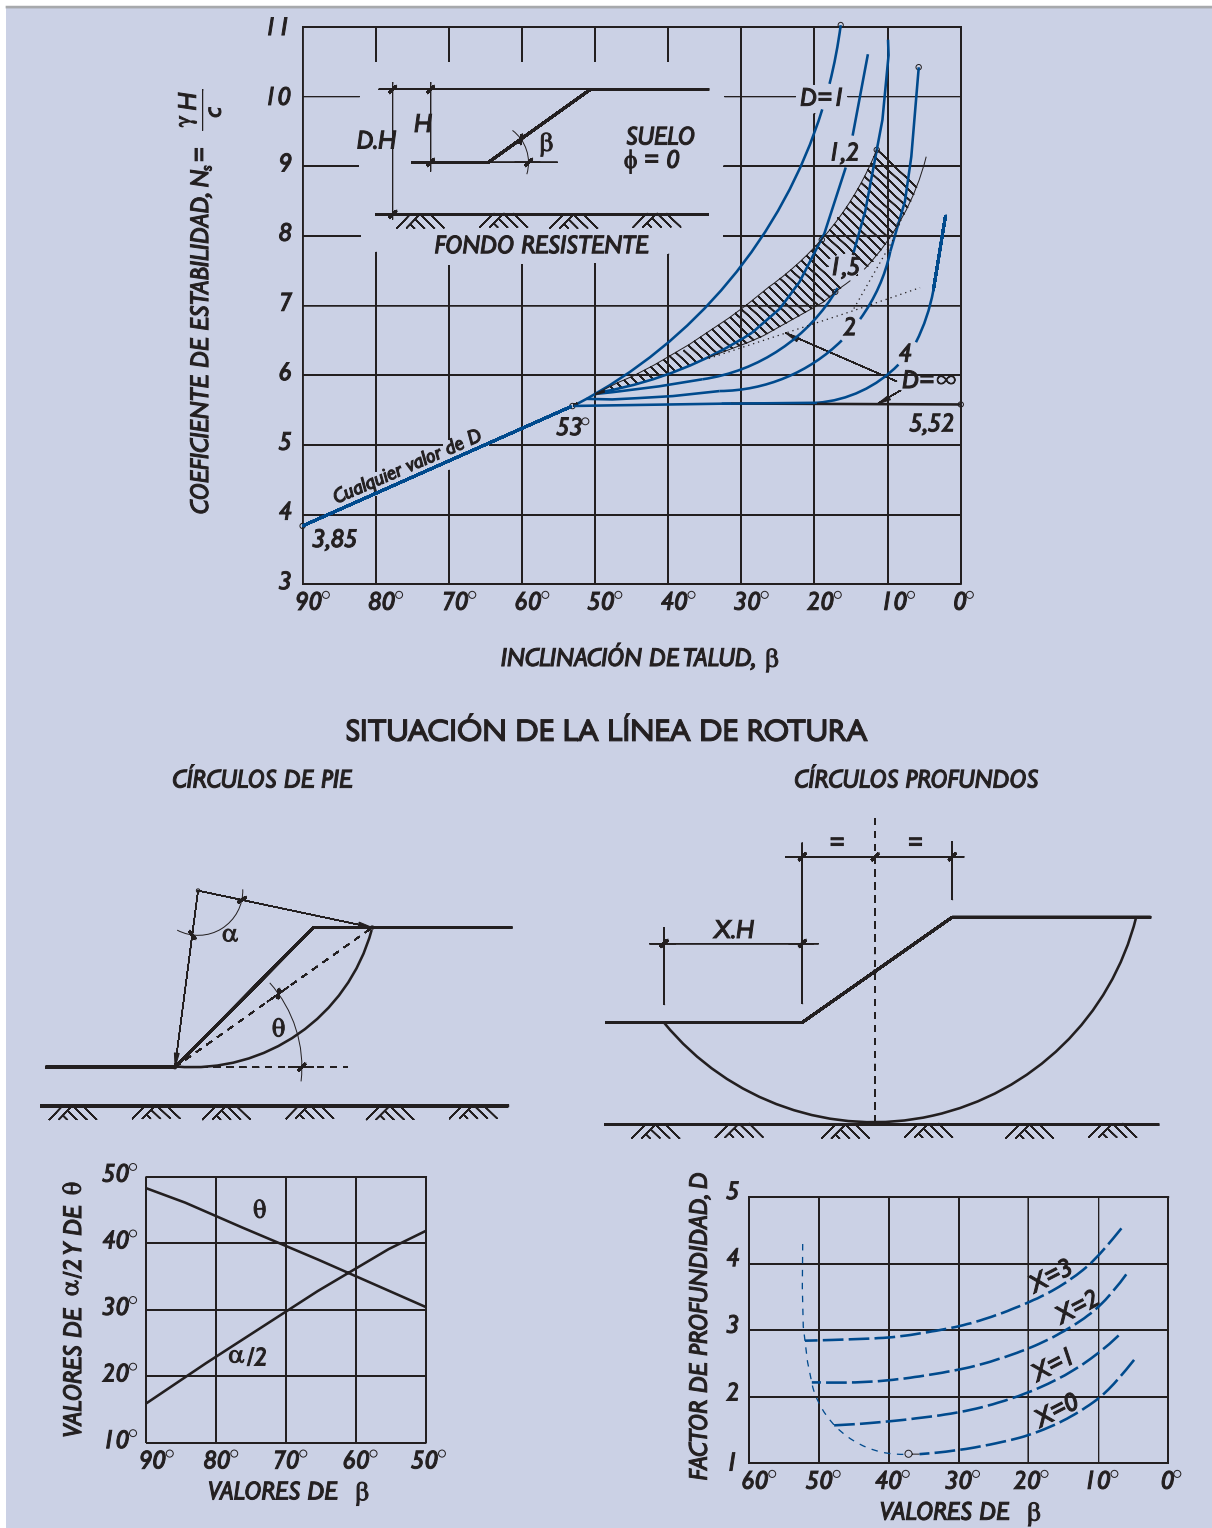 COEFICIENTE DE ESTABILIDAD, Ns = γ H / c
11
10
9
8
7
6
5
4
3
D.H
H
β
SUELO
ϕ = 0
FONDO RESISTENTE
D=1
1,2
1,5
2
4
D=∞
5,52
53°
Cualquier valor de D
3,85
90° 80° 70° 60° 50° 40° 30° 20° 10° 0°
INCLINACIÓN DE TALUD, β
SITUACIÓN DE LA LÍNEA DE ROTURA
CÍRCULOS DE PIE
α
θ
CÍRCULOS PROFUNDOS
= =
X.H
VALORES DE α/2 Y DE θ
50°
40°
30°
20°
10°
θ
α/2
90° 80° 70° 60° 50°
VALORES DE β
FACTOR DE PROFUNDIDAD, D
5
4
3
2
1
X=3
X=2
X=1
X=0
60° 50° 40° 30° 20° 10° 0°
VALORES DE β